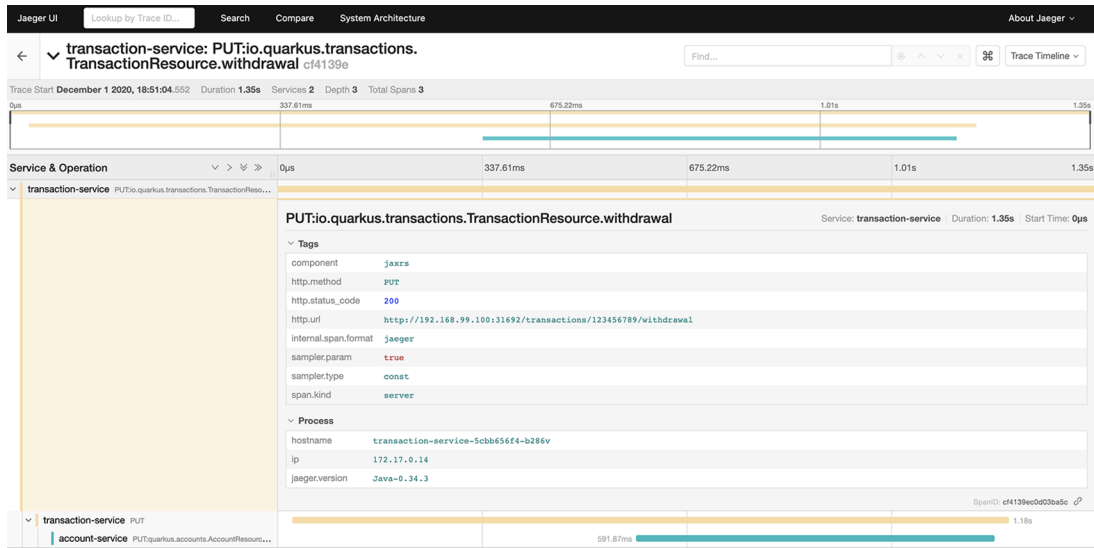 Jaeger UI Lookup by Trace ID... Search Compare System Architecture About Jaeger
transaction-service: PUT:io.quarkus.transactions.
TransactionResource.withdrawal cf4139e
Find... ⌘ Trace Timeline
Trace Start December 1 2020, 18:51:04.552 Duration 1.35s Services 2 Depth 3 Total Spans 3
0μs 337.61ms 675.22ms 1.01s 1.35s
Service & Operation 0μs 337.61ms 675.22ms 1.01s 1.35s
transaction-service PUT:io.quarkus.transactions.TransactionReso...
PUT:io.quarkus.transactions.TransactionResource.withdrawal Service: transaction-service Duration: 1.35s Start Time: 0μs
Tags
component jaxrs
http.method PUT
http.status_code 200
http.url http://192.168.99.100:31692/transactions/123456789/withdrawal
internal.span.format jaeger
sampler.param true
sampler.type const
span.kind server
Process
hostname transaction-service-5cbb656f4-b286v
ip 172.17.0.14
jaeger.version Java-0.34.3
SpanID: cf4139ec0d03ba5c
transaction-service PUT 1.18s
account-service PUT:quarkus.accounts.AccountResourc... 591.87ms